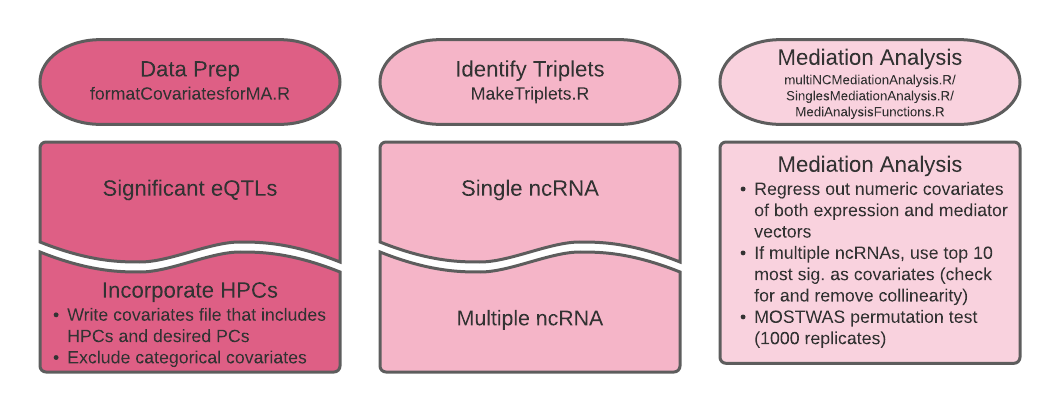 Data Prep
formatCovariatesforMA.R
Significant eQTLs
Incorporate HPCs
• Write covariates file that includes
HPCs and desired PCs
• Exclude categorical covariates
Identify Triplets
MakeTriplets.R
Single ncRNA
Multiple ncRNA
Mediation Analysis
multiNCMediationAnalysis.R/
SinglesMediationAnalysis.R/
MediAnalysisFunctions.R
Mediation Analysis
• Regress out numeric covariates
of both expression and mediator
vectors
• If multiple ncRNAs, use top 10
most sig. as covariates (check
for and remove collinearity)
• MOSTWAS permutation test
(1000 replicates)